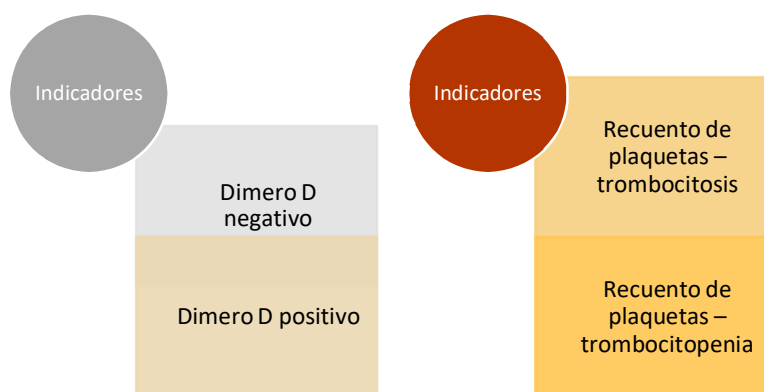 Indicadores
Dimero D
negativo
Dimero D positivo
Indicadores
Recuento de
plaquetas –
trombocitosis
Recuento de
plaquetas –
trombocitopenia